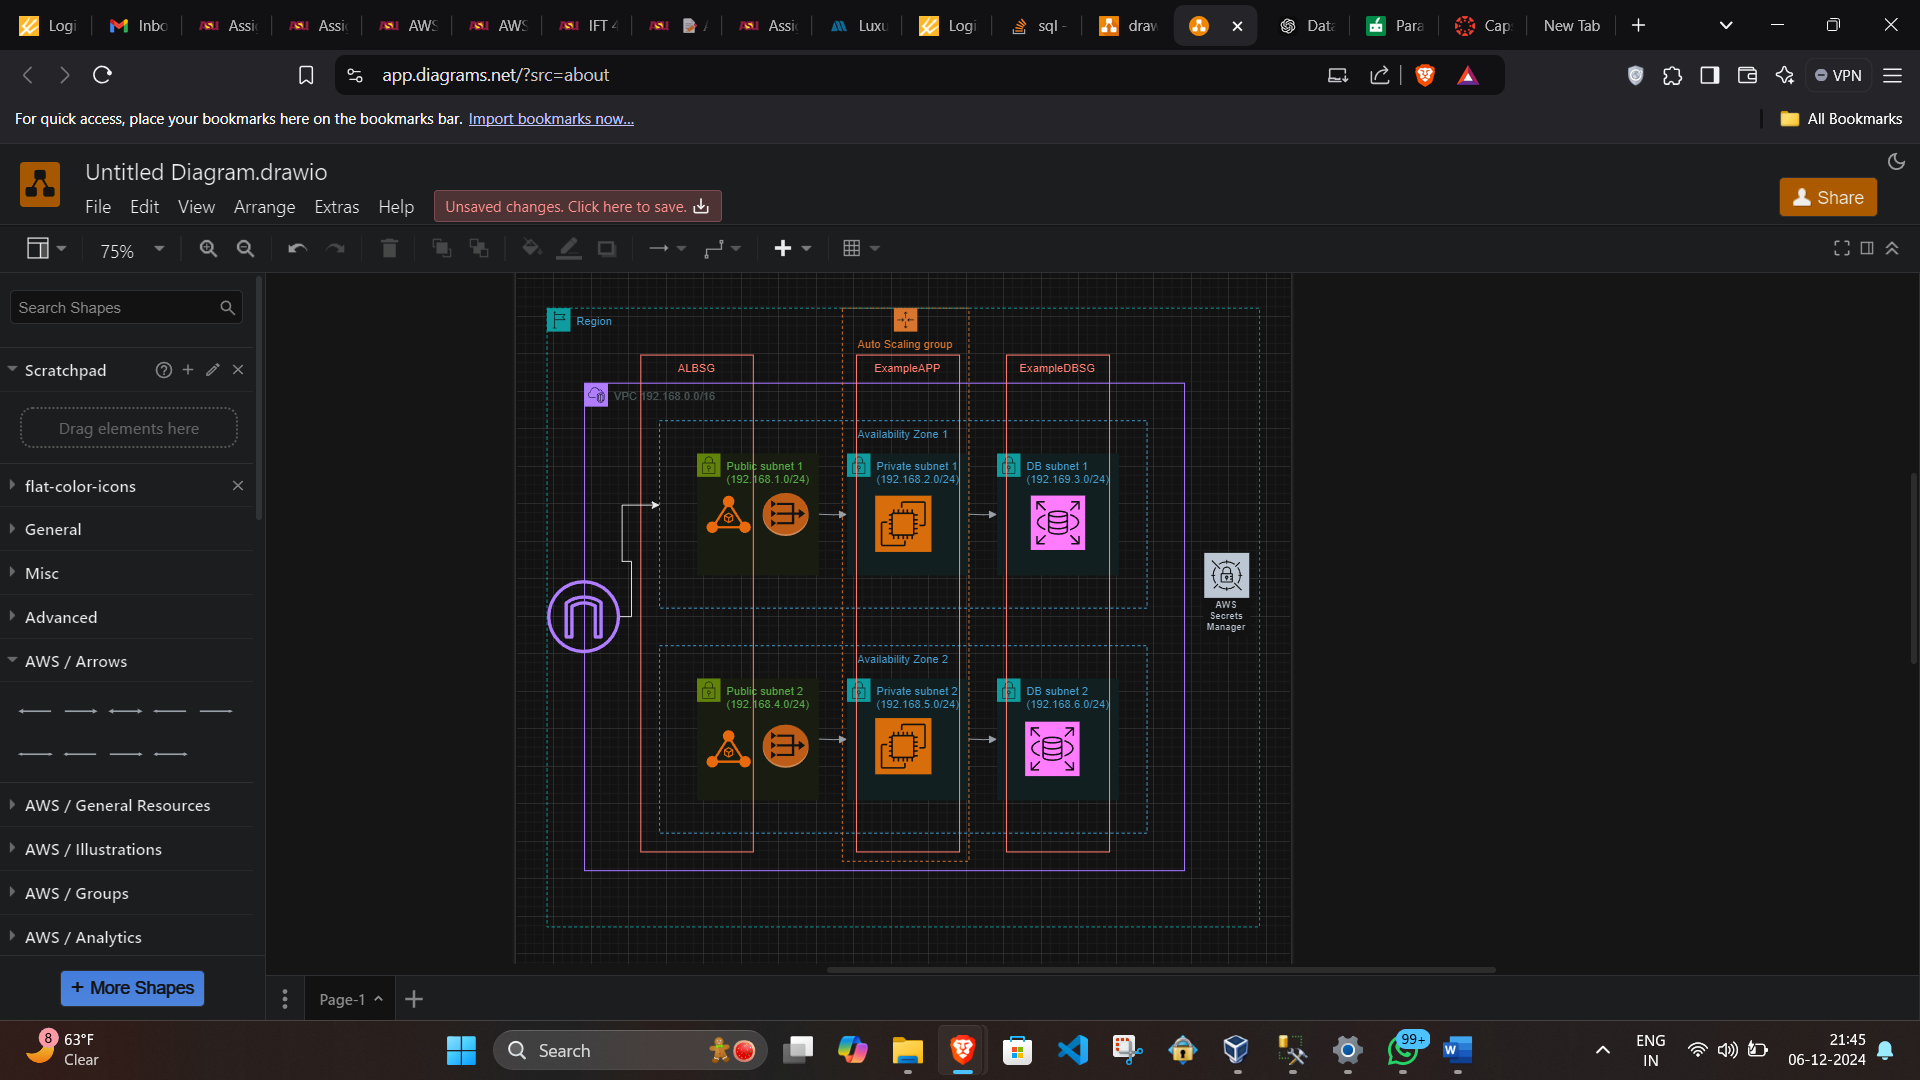 Logi
Inbo
Assi
Assi
AWS
AWS
IFT 4
A
Assi
Luxu
Logi
sql -
draw
Data
Para
Cap
New Tab
app.diagrams.net/?src=about
VPN
For quick access, place your bookmarks here on the bookmarks bar. Import bookmarks now...
All Bookmarks
Untitled Diagram.drawio
File Edit View Arrange Extras Help
Unsaved changes. Click here to save.
Share
75%
Search Shapes
Scratchpad
Drag elements here
flat-color-icons
General
Misc
Advanced
AWS / Arrows
AWS / General Resources
AWS / Illustrations
AWS / Groups
AWS / Analytics
+ More Shapes
Region
Auto Scaling group
ALBSG
ExampleAPP
ExampleDBSG
VPC 192.168.0.0/16
Availability Zone 1
Public subnet 1
(192.168.1.0/24)
Private subnet 1
(192.168.2.0/24)
DB subnet 1
(192.169.3.0/24)
AWS
Secrets
Manager
Availability Zone 2
Public subnet 2
(192.168.4.0/24)
Private subnet 2
(192.168.5.0/24)
DB subnet 2
(192.168.6.0/24)
Page-1
8
63°F
Clear
Search
99+
W
ENG
IN
21:45
06-12-2024